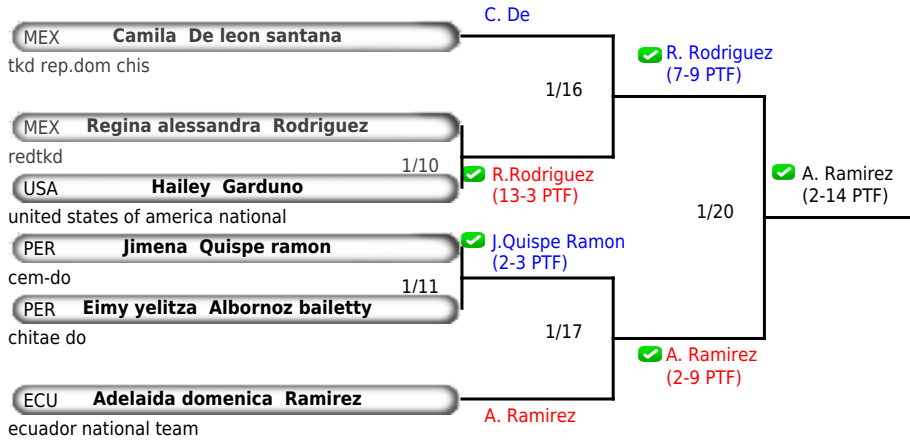 C. De
MEX Camila De leon santana
tkd rep.dom chis
R. Rodriguez
(7-9 PTF)
1/16
MEX Regina alessandra Rodriguez
redtkd
1/10
R.Rodriguez
(13-3 PTF)
USA Hailey Garduno
united states of america national
A. Ramirez
(2-14 PTF)
1/20
PER Jimena Quispe ramon
cem-do
J.Quispe Ramon
(2-3 PTF)
1/11
PER Eimy yelitza Albornoz bailetty
chitae do
1/17
A. Ramirez
(2-9 PTF)
ECU Adelaida domenica Ramirez
ecuador national team
A. Ramirez